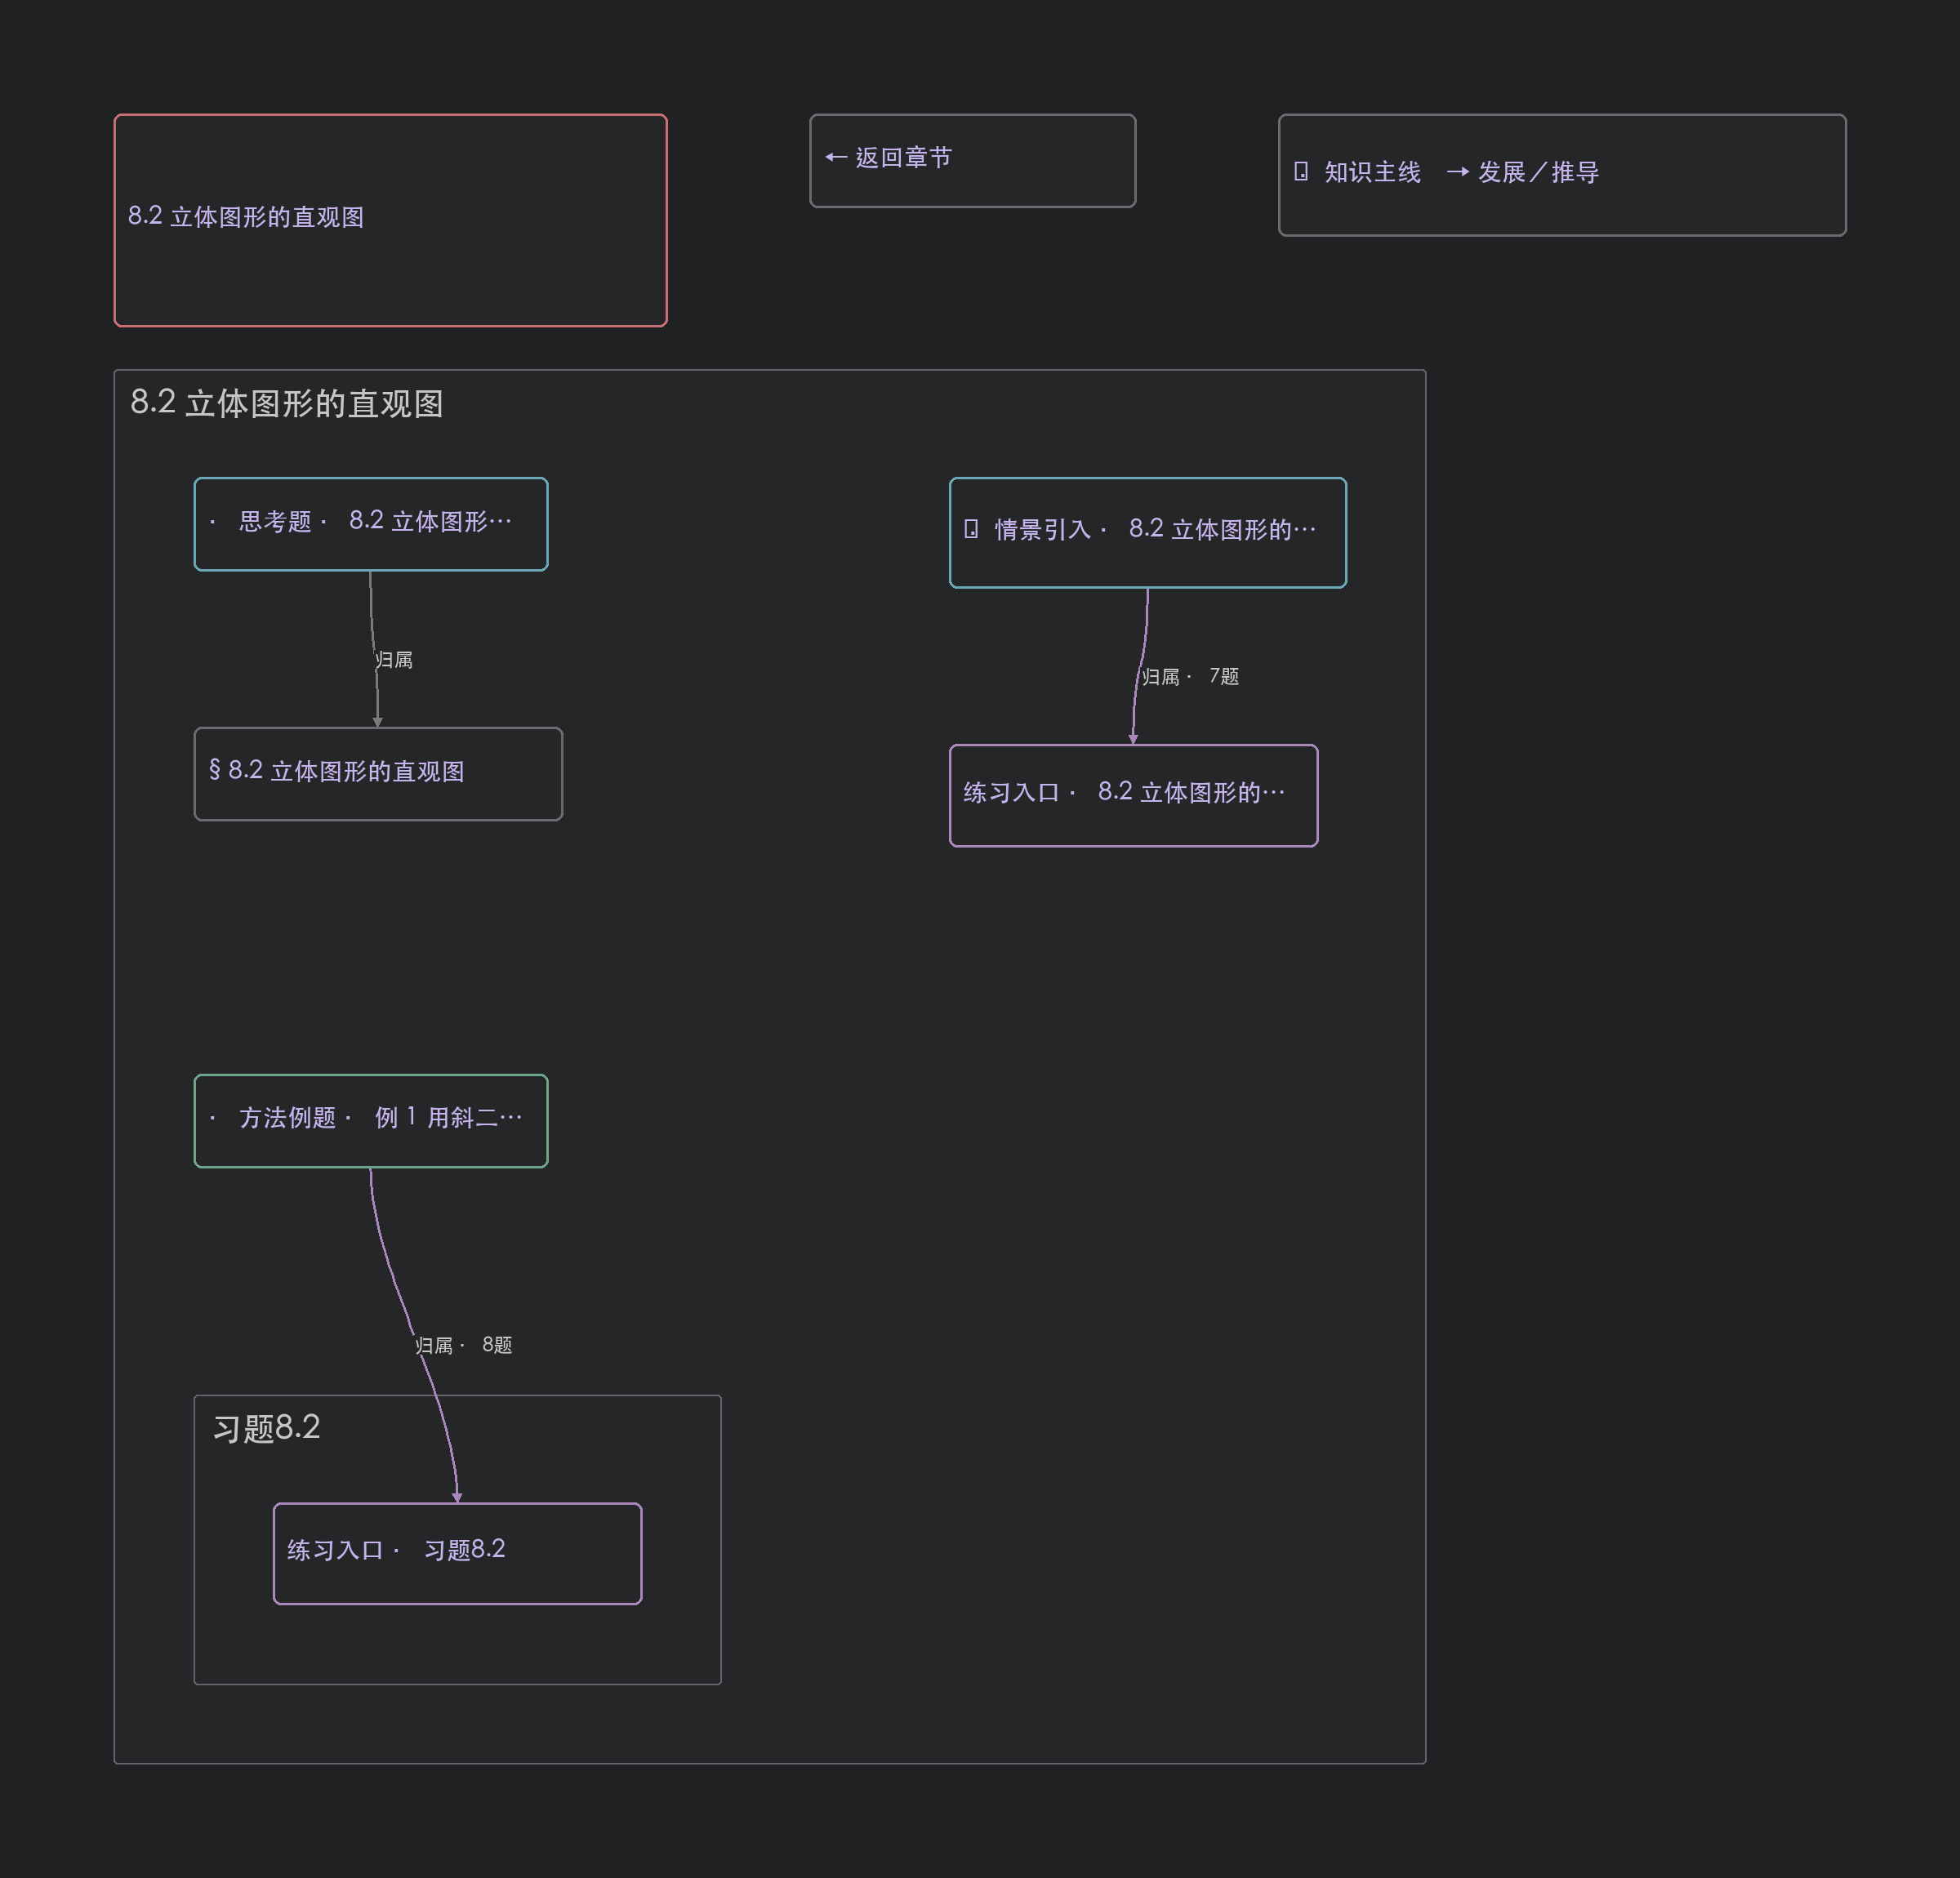 8.2 立体图形的直观图
← 返回章节
知识主线 → 发展／推导
8.2 立体图形的直观图
· 思考题 · 8.2 立体图形…
情景引入 · 8.2 立体图形的…
归属
归属 · 7题
§ 8.2 立体图形的直观图
练习入口 · 8.2 立体图形的…
· 方法例题 · 例 1 用斜二…
归属 · 8题
习题8.2
练习入口 · 习题8.2